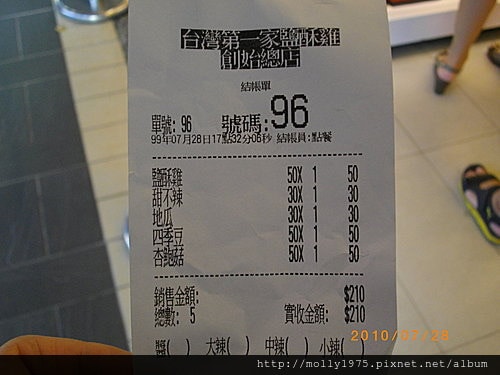 台灣第一家鹽酥雞
創始總店
結帳單
單號: 96 號碼:96
99年07月28日17點32分06秒 結帳員:點餐
鹽酥雞 50X 1 50
甜不辣 30X 1 30
地瓜 30X 1 30
四季豆 50X 1 50
杏鮑菇 50X 1 50
銷售金額: $210
總數: 5 實收金額: $210
醬( ) 大辣( ) 中辣( ) 小辣(
2010/07/28
http://molly1975.pixnet.net/album